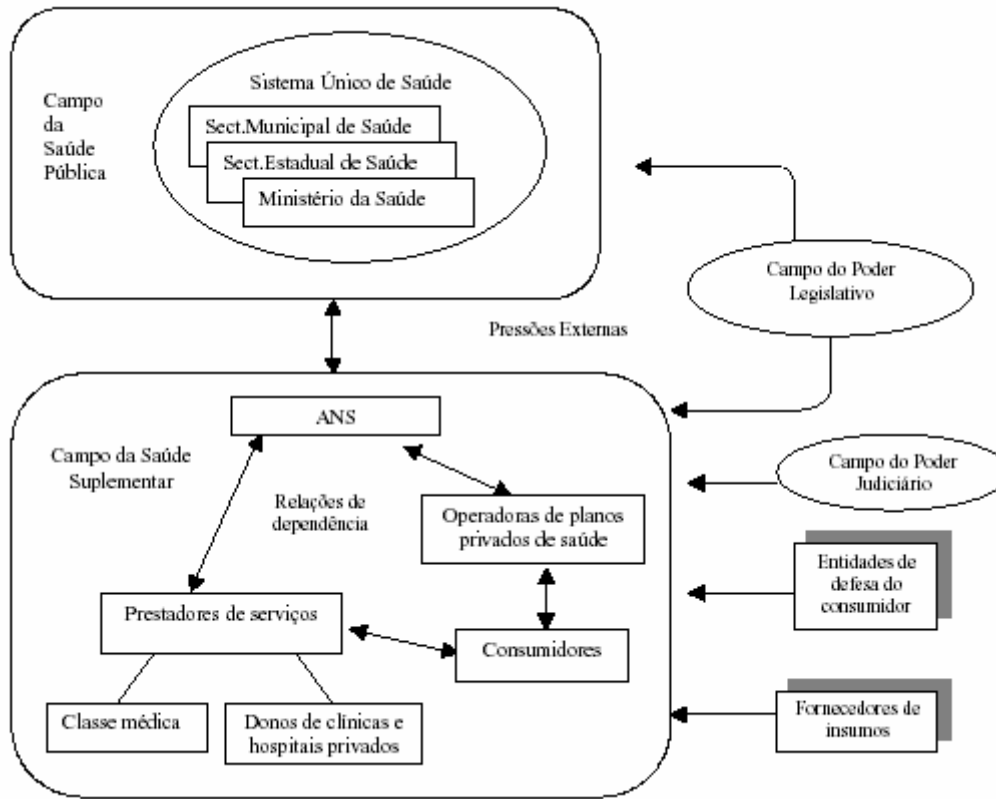 Campo
da
Saúde
Pública
Sistema Único de Saúde
Sect.Municipal de Saúde
Sect.Estadual de Saúde
Ministério da Saúde
Campo do Poder
Legislativo
Pressões Externas
ANS
Campo da Saúde
Suplementar
Relações de
dependência
Operadoras de planos
privados de saúde
Campo do Poder
Judiciário
Entidades de
defesa do
consumidor
Prestadores de serviços
Consumidores
Classe médica
Donos de clínicas e
hospitais privados
Fornecedores de
insumos